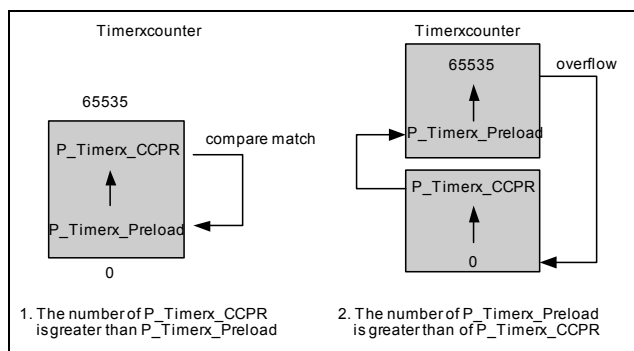 Timerxcounter
65535
P_Timerx_CCPR
compare match
P_Timerx_Preload
0
1. The number of P_Timerx_CCPR
is greater than P_Timerx_Preload
Timerxcounter
65535
overflow
P_Timerx_Preload
P_Timerx_CCPR
0
2. The number of P_Timerx_Preload
is greater than of P_Timerx_CCPR